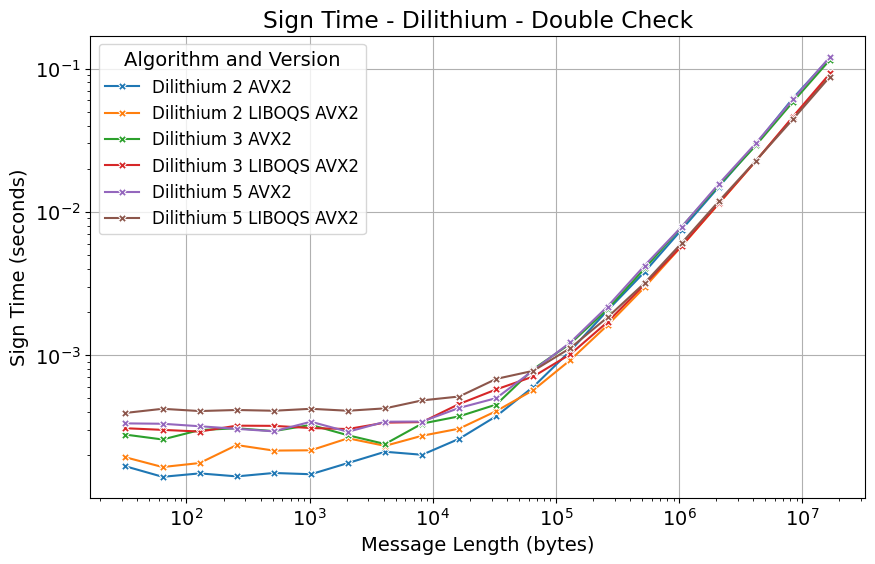 Sign Time - Dilithium - Double Check
Algorithm and Version
Dilithium 2 AVX2
Dilithium 2 LIBOQS AVX2
Dilithium 3 AVX2
Dilithium 3 LIBOQS AVX2
Dilithium 5 AVX2
Dilithium 5 LIBOQS AVX2
Sign Time (seconds)
10⁻¹
10⁻²
10⁻³
10² 10³ 10⁴ 10⁵ 10⁶ 10⁷
Message Length (bytes)